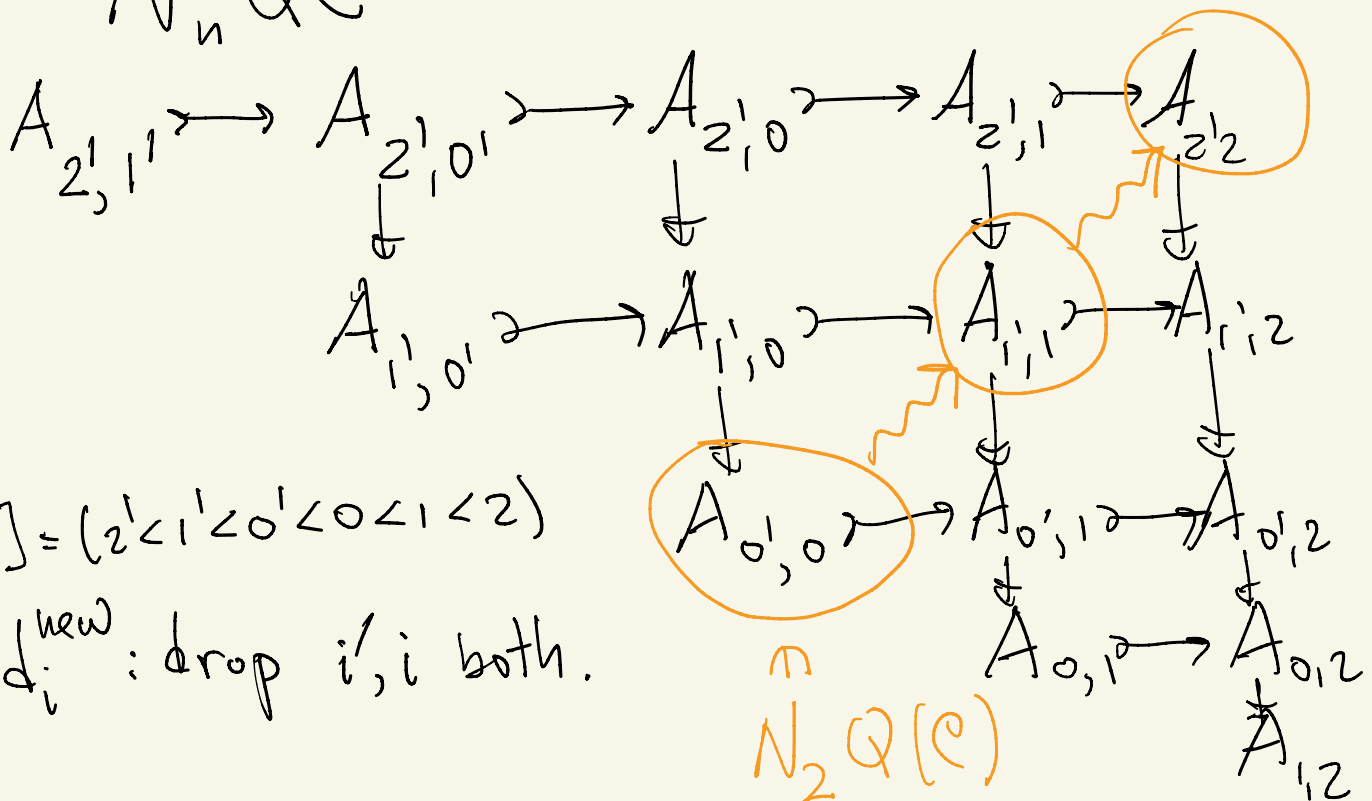 N_n QC
A_{2',1'} ↣ A_{2',0'} ↣ A_{2',0} ↣ A_{2',1} ↣ A_{2'2}
A_{1',0'} ↣ A_{1',0} ↣ A_{1',1} ↣ A_{1',2}
A_{0',0} ↣ A_{0',1} ↣ A_{0',2}
] = (2'<1'<0'<0<1<2)
A_{0,1} ↣ A_{0,2}
d_i^{new} : drop i', i both.
A_{1,2}
N_2 Q(C)